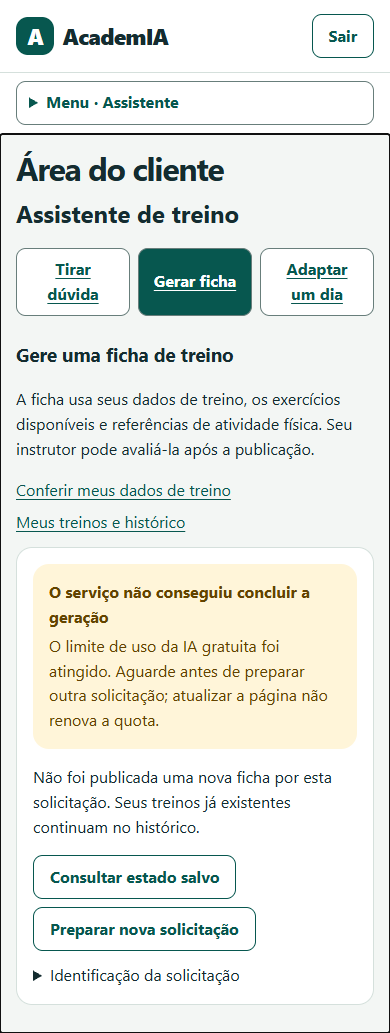 A AcademIA
Sair
Menu · Assistente
Área do cliente
Assistente de treino
Tirar
dúvida
Gerar ficha
Adaptar
um dia
Gere uma ficha de treino
A ficha usa seus dados de treino, os exercícios
disponíveis e referências de atividade física. Seu
instrutor pode avaliá-la após a publicação.
Conferir meus dados de treino
Meus treinos e histórico
O serviço não conseguiu concluir a
geração
O limite de uso da IA gratuita foi
atingido. Aguarde antes de preparar
outra solicitação; atualizar a página não
renova a quota.
Não foi publicada uma nova ficha por esta
solicitação. Seus treinos já existentes
continuam no histórico.
Consultar estado salvo
Preparar nova solicitação
Identificação da solicitação